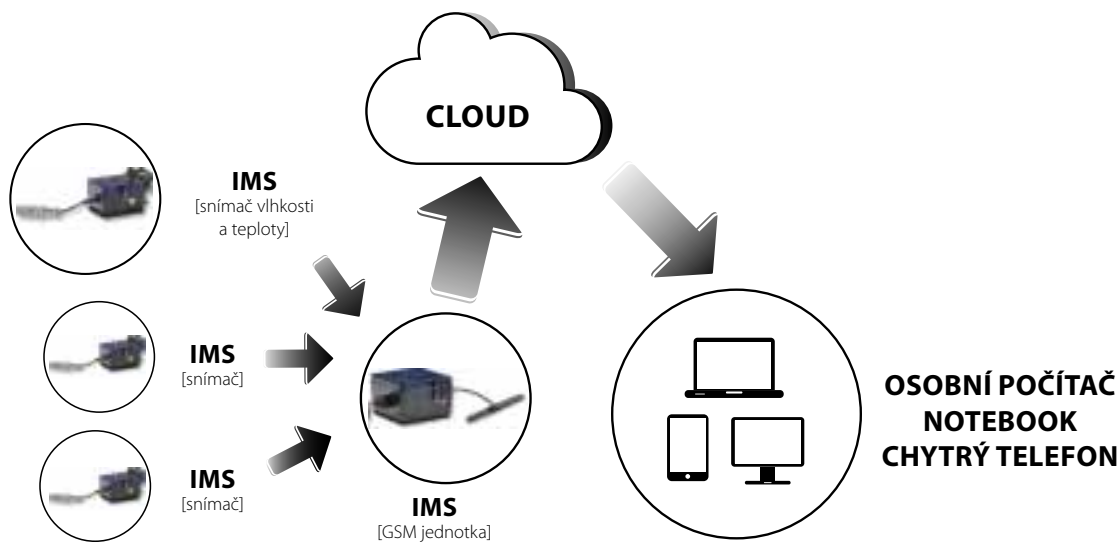 CLOUD
IMS
[snímač vlhkosti
a teploty]
IMS
[snímač]
IMS
[snímač]
IMS
[GSM jednotka]
OSOBNÍ POČÍTAČ
NOTEBOOK
CHYTRÝ TELEFON